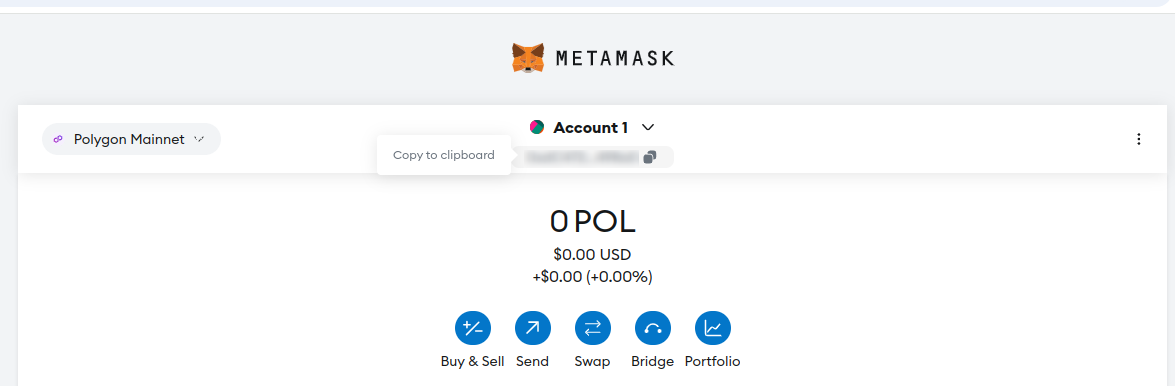 METAMASK
Polygon Mainnet
Account 1
Copy to clipboard
0 POL
$0.00 USD
+$0.00 (+0.00%)
Buy & Sell
Send
Swap
Bridge
Portfolio